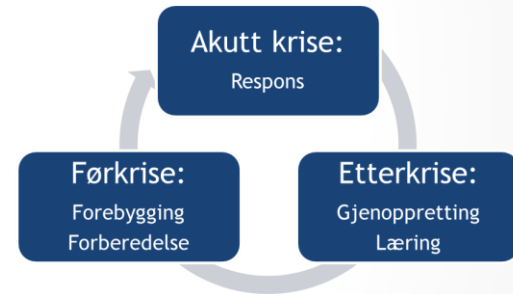 Akutt krise:
Respons
Førkrise:
Forebygging
Forberedelse
Etterkrise:
Gjenoppretting
Læring